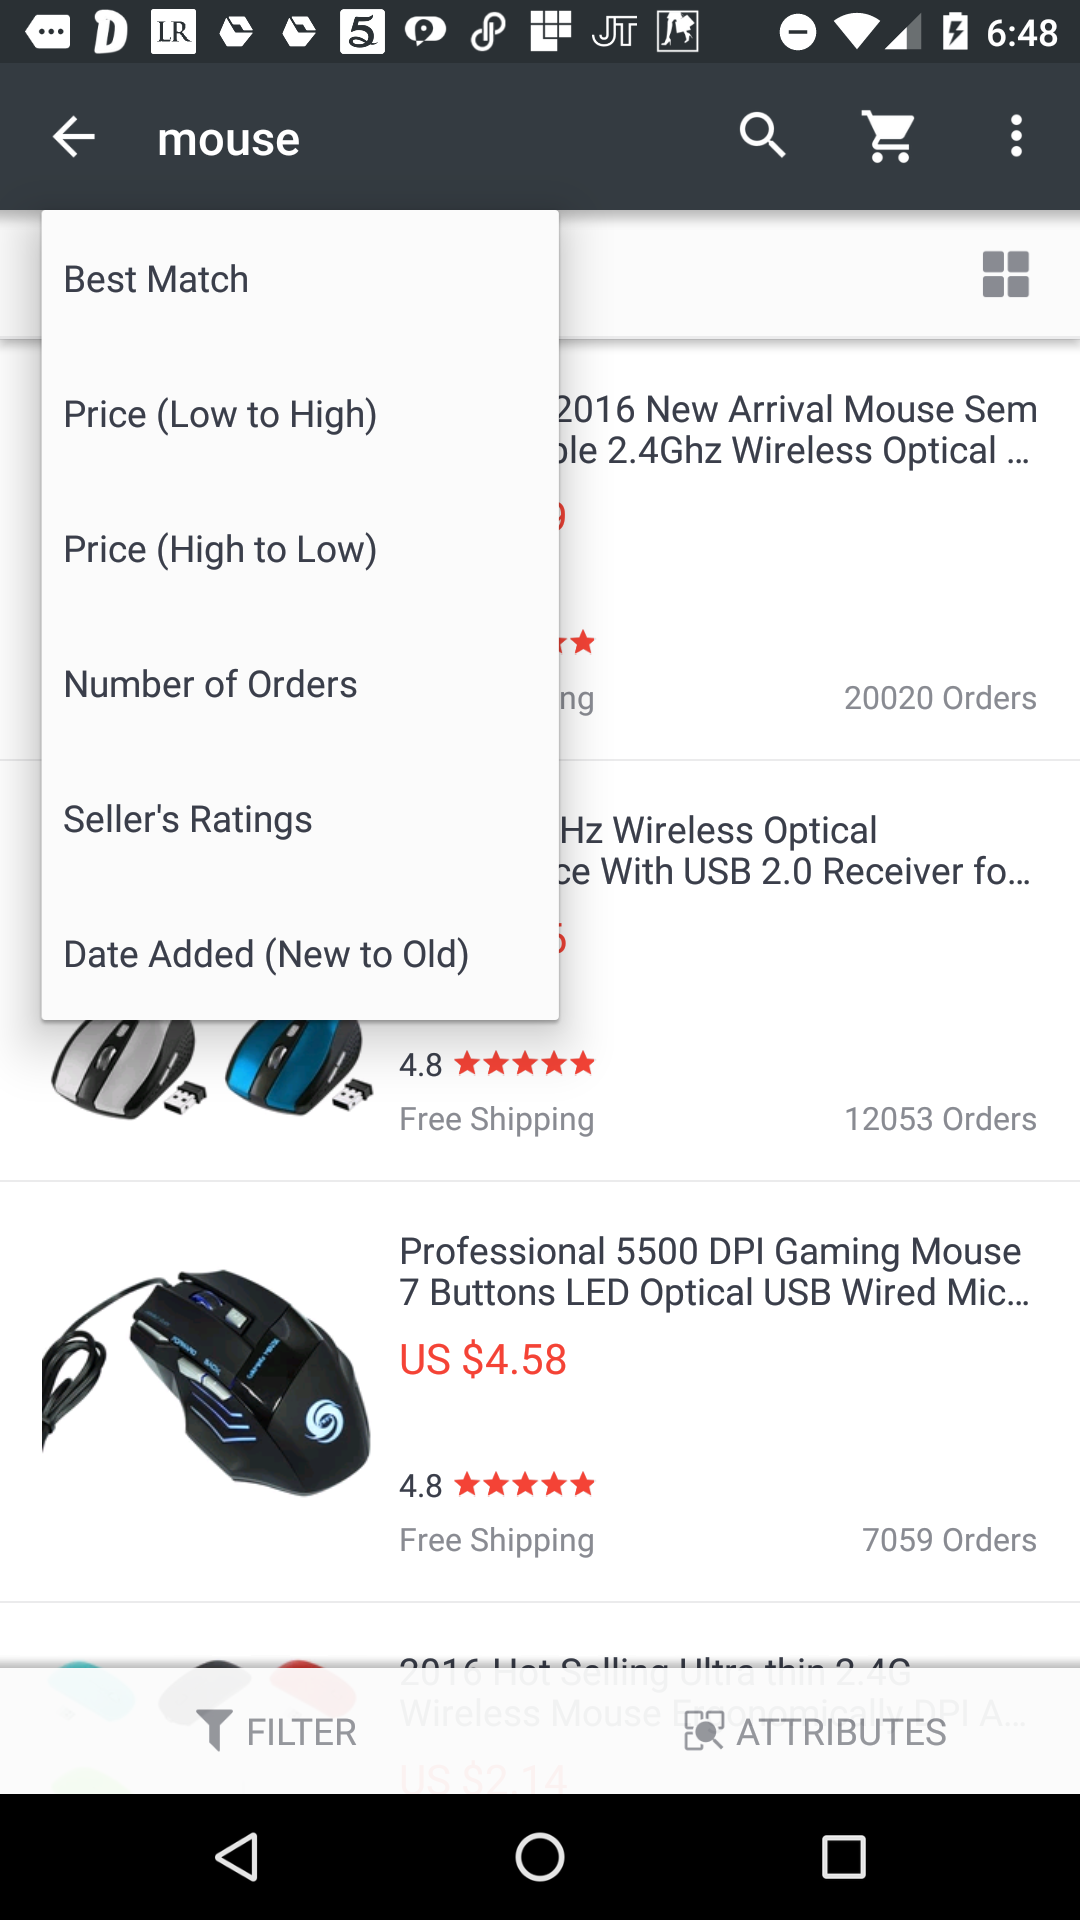 LR 5 JT 6:48
mouse
Best Match
Price (Low to High)
Price (High to Low)
Number of Orders
Seller's Ratings
Date Added (New to Old)
2016 New Arrival Mouse Sem
ble 2.4Ghz Wireless Optical ...
9
ng 20020 Orders
Hz Wireless Optical
ce With USB 2.0 Receiver fo...
4.8
Free Shipping 12053 Orders
Professional 5500 DPI Gaming Mouse
7 Buttons LED Optical USB Wired Mic...
US $4.58
4.8
Free Shipping 7059 Orders
2016 Hot Selling Ultra thin 2.4G
Wireless Mouse Ergonomically DPI A...
US $2.14
FILTER ATTRIBUTES